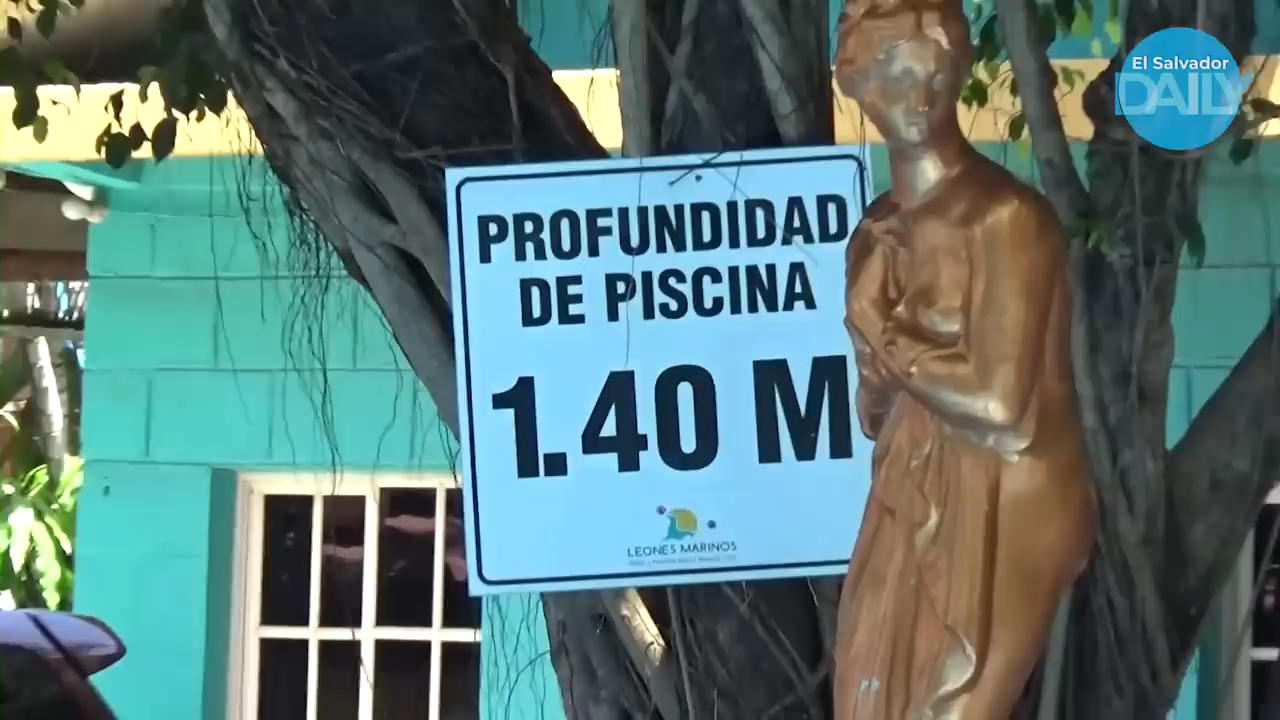 El Salvador
DAILY
PROFUNDIDAD
DE PISCINA
1.40 M
LEONES MARINOS